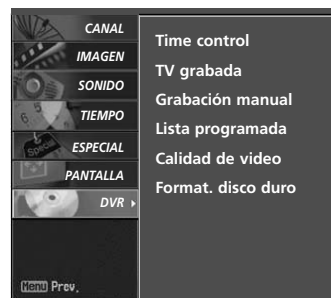 CANAL
IMAGEN
SONIDO
TIEMPO
Special
ESPECIAL
PANTALLA
DVR
Menu Prev.
Time control
TV grabada
Grabación manual
Lista programada
Calidad de video
Format. disco duro